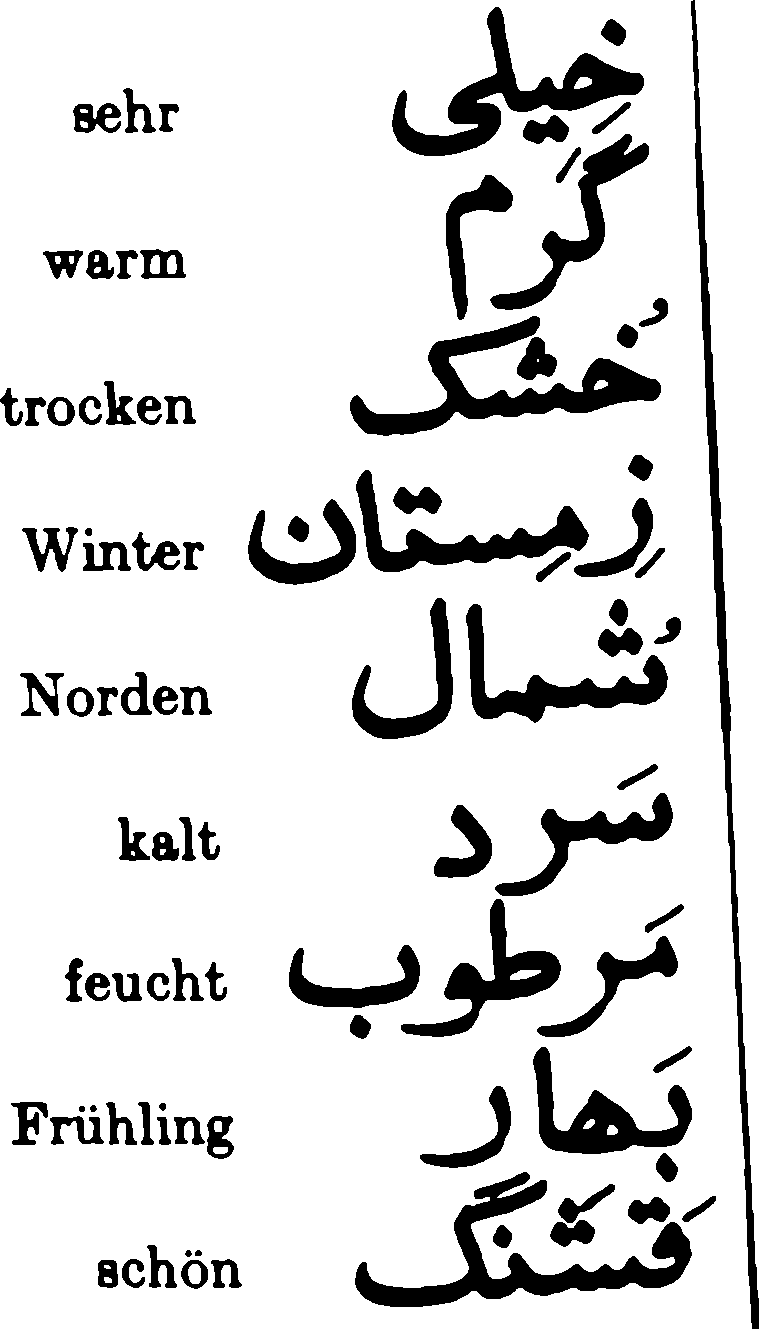 sehr خِیلی
warm گَرم
trocken خُشک
Winter زِمِستان
Norden شُمال
kalt سَرد
feucht مَرطوب
Frühling بَهار
schön قَشَنگ